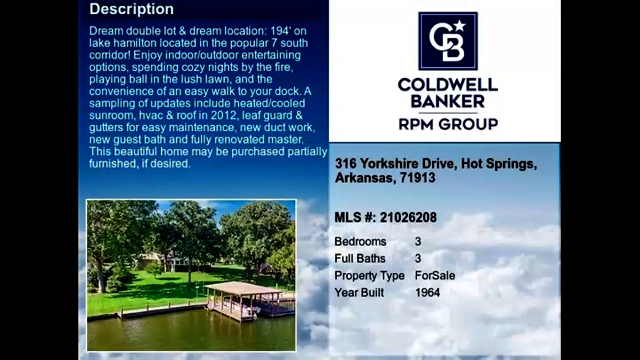 Description
Dream double lot & dream location: 194' on
lake hamilton located in the popular 7 south
corridor! Enjoy indoor/outdoor entertaining
options, spending cozy nights by the fire,
playing ball in the lush lawn, and the
convenience of an easy walk to your dock. A
sampling of updates include heated/cooled
sunroom, hvac & roof in 2012, leaf guard &
gutters for easy maintenance, new duct work,
new guest bath and fully renovated master.
This beautiful home may be purchased partially
furnished, if desired.
CB
COLDWELL
BANKER
RPM GROUP
316 Yorkshire Drive, Hot Springs,
Arkansas, 71913
MLS #: 21026208
Bedrooms 3
Full Baths 3
Property Type ForSale
Year Built 1964